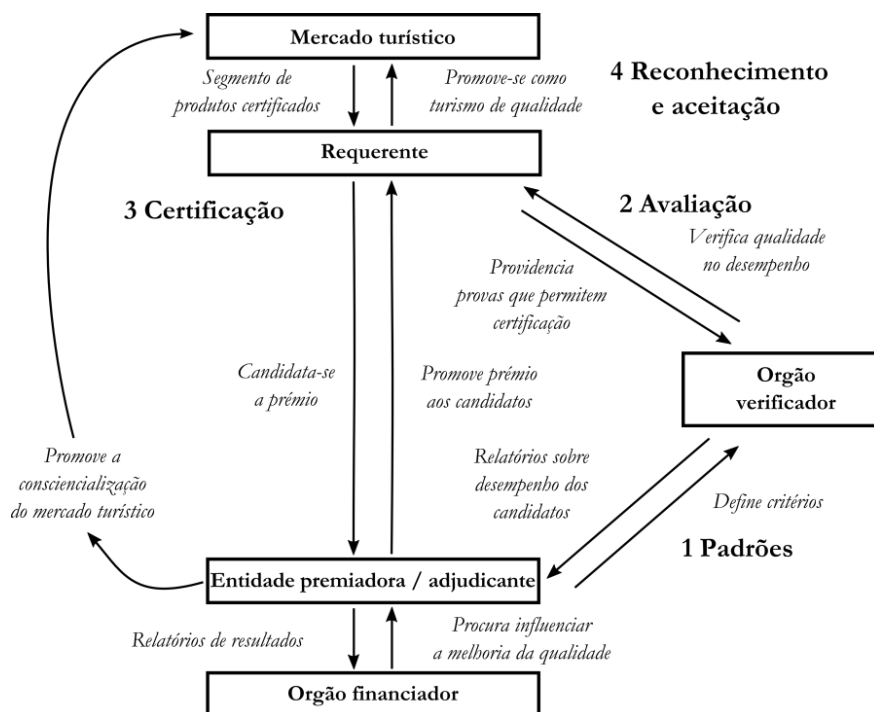 Mercado turístico
Segmento de
produtos certificados
Promove-se como
turismo de qualidade
4 Reconhecimento
e aceitação
Requerente
3 Certificação
2 Avaliação
Verifica qualidade
no desempenho
Providencia
provas que permitem
certificação
Candidata-se
a prémio
Promove prémio
aos candidatos
Orgão
verificador
Promove a
consciencialização
do mercado turístico
Relatórios sobre
desempenho dos
candidatos
Define critérios
1 Padrões
Entidade premiadora / adjudicante
Relatórios de resultados
Procura influenciar
a melhoria da qualidade
Orgão financiador